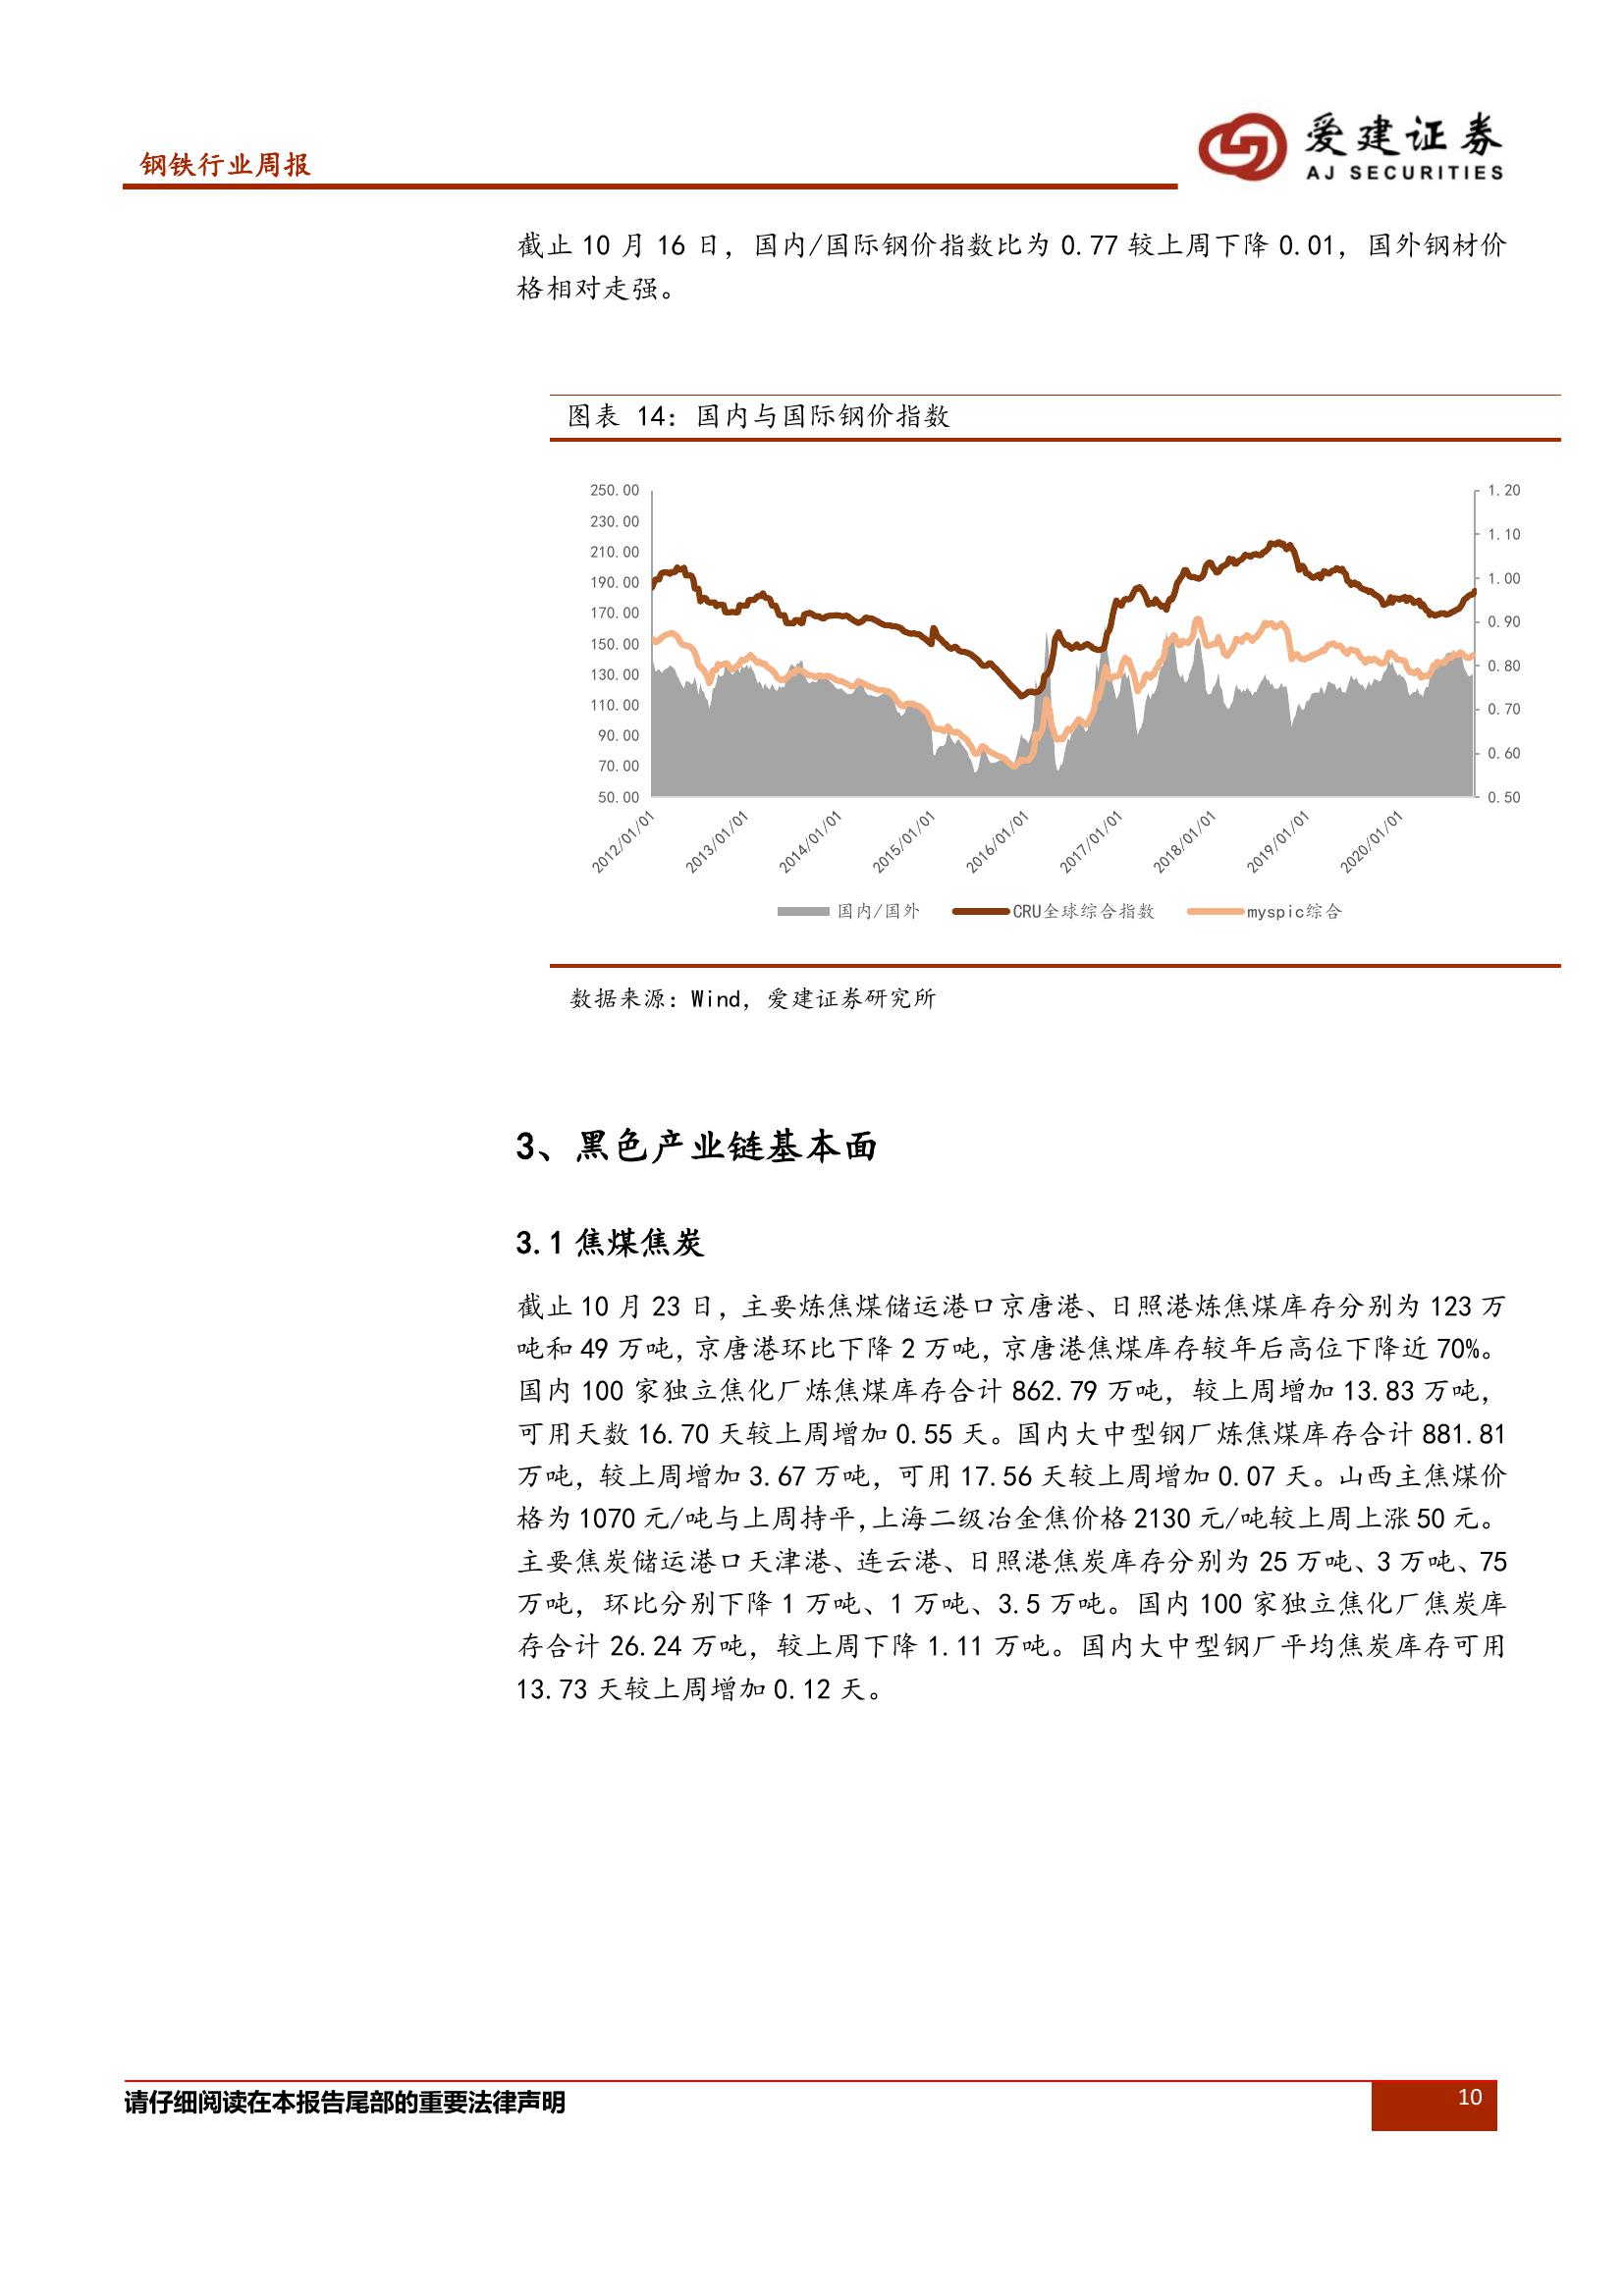 钢铁行业周报
爱建证券
AJ SECURITIES
截止 10 月 16 日，国内/国际钢价指数比为 0.77 较上周下降 0.01，国外钢材价
格相对走强。
图表 14：国内与国际钢价指数
250.00
230.00
210.00
190.00
170.00
150.00
130.00
110.00
90.00
70.00
50.00
1.20
1.10
1.00
0.90
0.80
0.70
0.60
0.50
2012/01/01
2013/01/01
2014/01/01
2015/01/01
2016/01/01
2017/01/01
2018/01/01
2019/01/01
2020/01/01
国内/国外 CRU全球综合指数 myspic综合
数据来源：Wind，爱建证券研究所
3、黑色产业链基本面
3.1 焦煤焦炭
截止 10 月 23 日，主要炼焦煤储运港口京唐港、日照港炼焦煤库存分别为 123 万
吨和 49 万吨，京唐港环比下降 2 万吨，京唐港焦煤库存较年后高位下降近 70%。
国内 100 家独立焦化厂炼焦煤库存合计 862.79 万吨，较上周增加 13.83 万吨，
可用天数 16.70 天较上周增加 0.55 天。国内大中型钢厂炼焦煤库存合计 881.81
万吨，较上周增加 3.67 万吨，可用 17.56 天较上周增加 0.07 天。山西主焦煤价
格为 1070 元/吨与上周持平，上海二级冶金焦价格 2130 元/吨较上周上涨 50 元。
主要焦炭储运港口天津港、连云港、日照港焦炭库存分别为 25 万吨、3 万吨、75
万吨，环比分别下降 1 万吨、1 万吨、3.5 万吨。国内 100 家独立焦化厂焦炭库
存合计 26.24 万吨，较上周下降 1.11 万吨。国内大中型钢厂平均焦炭库存可用
13.73 天较上周增加 0.12 天。
请仔细阅读在本报告尾部的重要法律声明
10